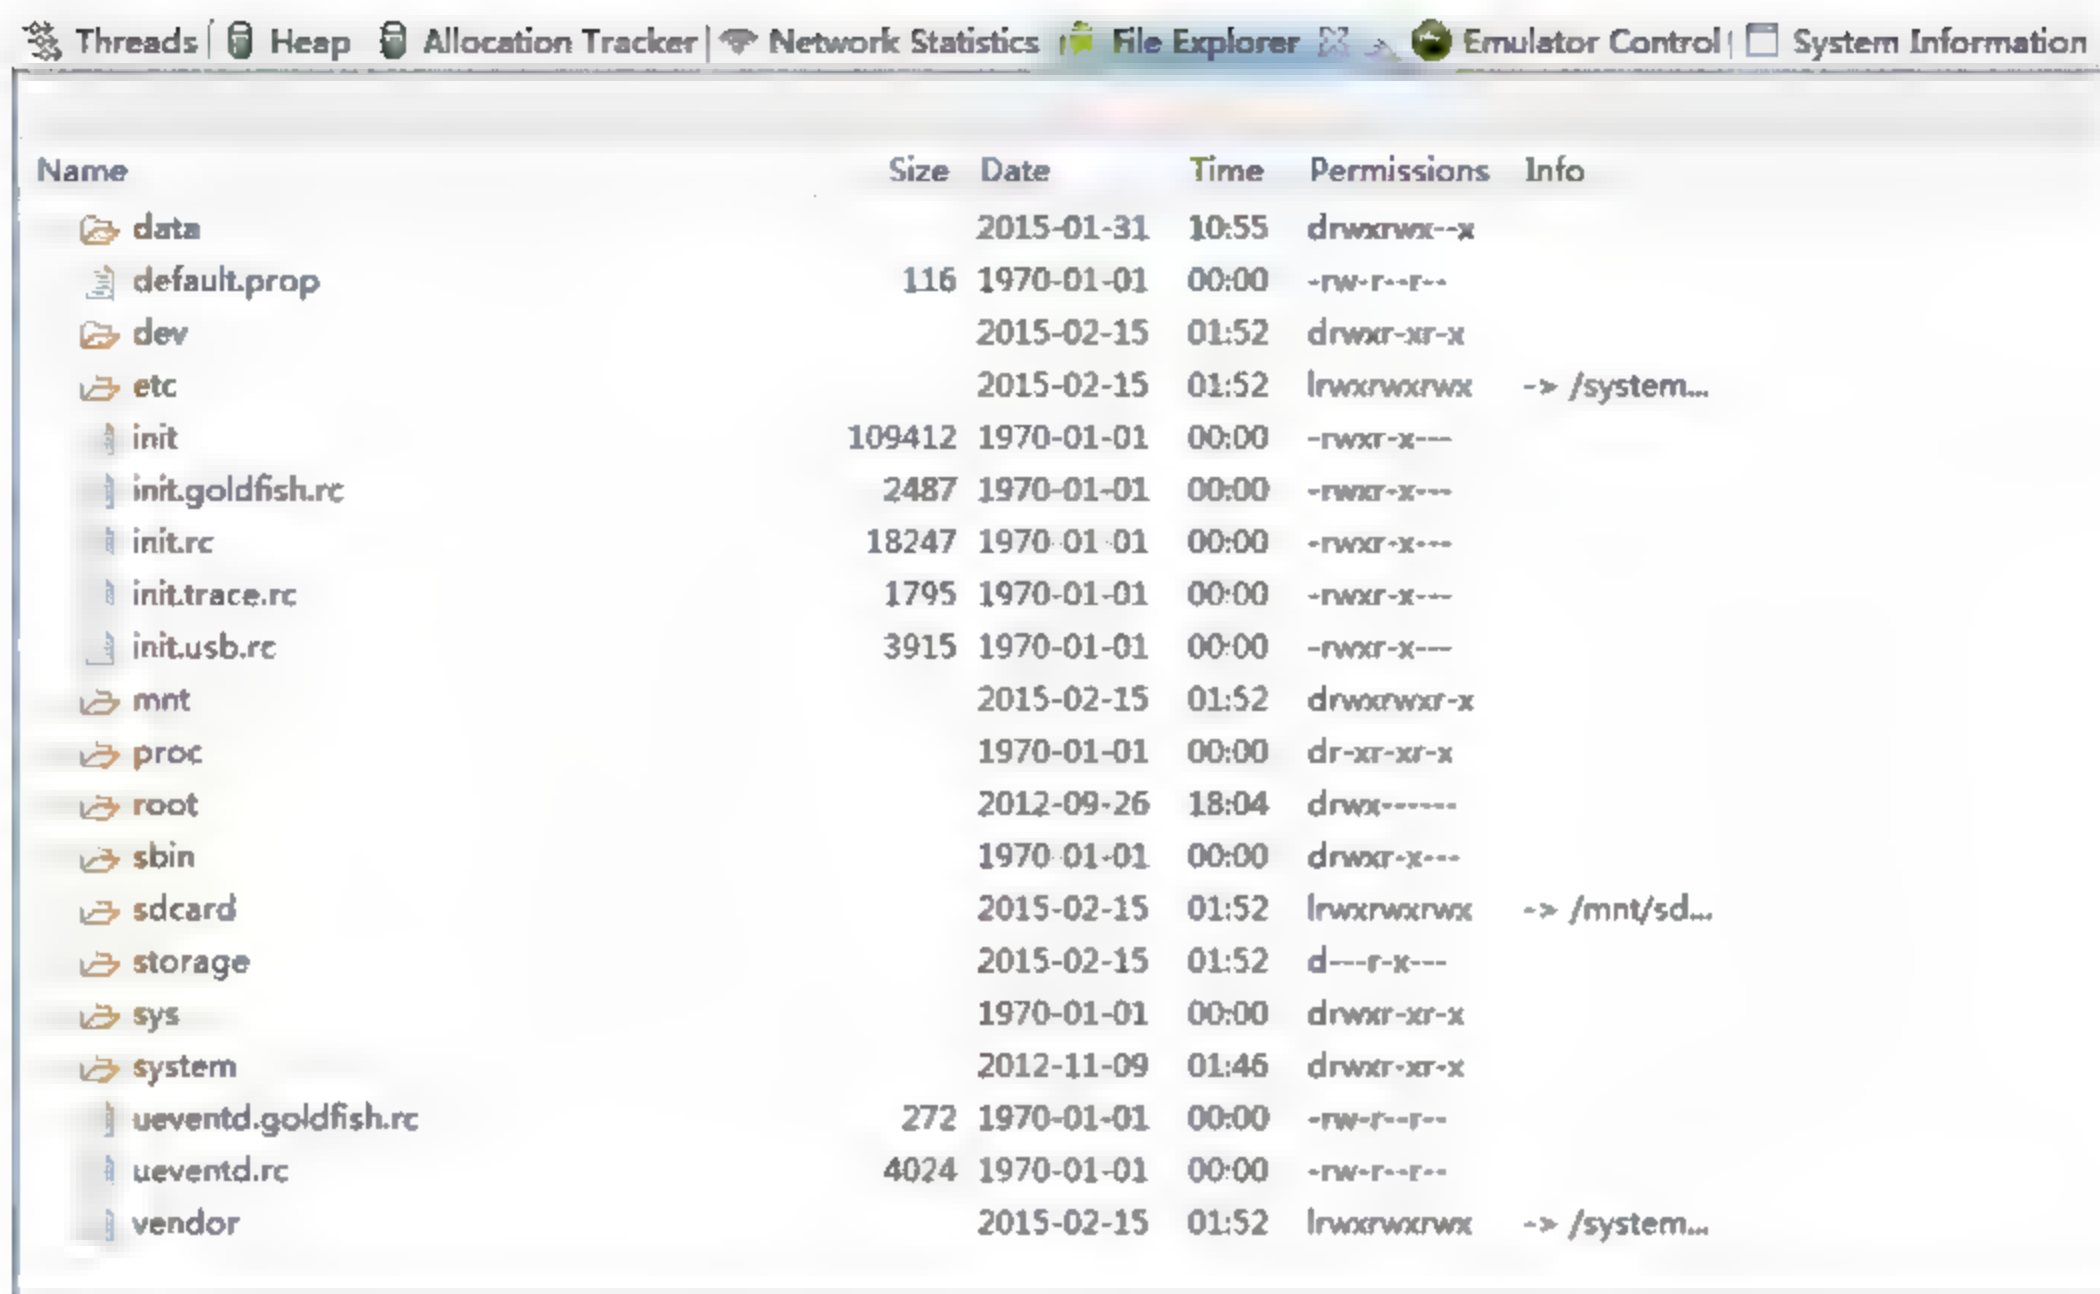 Threads Heap Allocation Tracker Network Statistics File Explorer Emulator Control System Information
Name Size Date Time Permissions Info
data 2015-01-31 10:55 drwxrwx--x
default.prop 116 1970-01-01 00:00 -rw-r--r--
dev 2015-02-15 01:52 drwxr-xr-x
etc 2015-02-15 01:52 lrwxrwxrwx -> /system...
init 109412 1970-01-01 00:00 -rwxr-x---
init.goldfish.rc 2487 1970-01-01 00:00 -rwxr-x---
init.rc 18247 1970-01-01 00:00 -rwxr-x---
init.trace.rc 1795 1970-01-01 00:00 -rwxr-x---
init.usb.rc 3915 1970-01-01 00:00 -rwxr-x---
mnt 2015-02-15 01:52 drwxrwxr-x
proc 1970-01-01 00:00 dr-xr-xr-x
root 2012-09-26 18:04 drwx------
sbin 1970-01-01 00:00 drwxr-x---
sdcard 2015-02-15 01:52 lrwxrwxrwx -> /mnt/sd...
storage 2015-02-15 01:52 d---r-x---
sys 1970-01-01 00:00 drwxr-xr-x
system 2012-11-09 01:46 drwxr-xr-x
ueventd.goldfish.rc 272 1970-01-01 00:00 -rw-r--r--
ueventd.rc 4024 1970-01-01 00:00 -rw-r--r--
vendor 2015-02-15 01:52 lrwxrwxrwx -> /system...